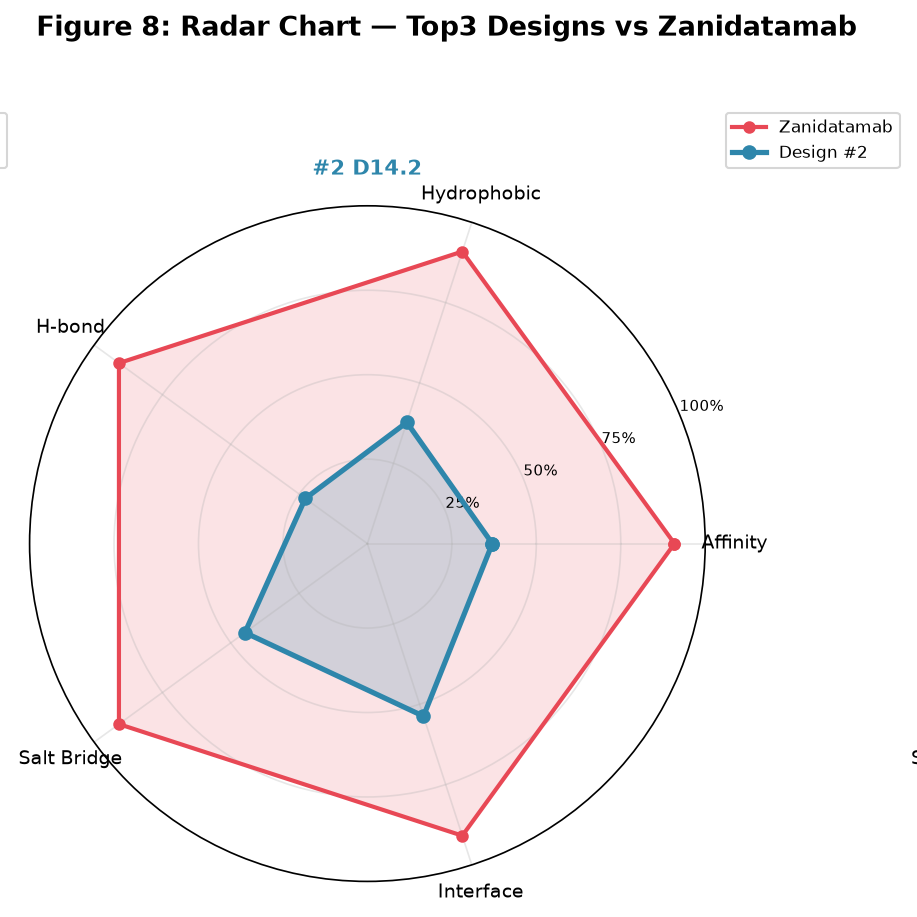 Figure 8: Radar Chart — Top3 Designs vs Zanidatamab
Zanidatamab
Design #2
#2 D14.2
Hydrophobic
H-bond
100%
75%
50%
25%
Affinity
Salt Bridge
S
Interface